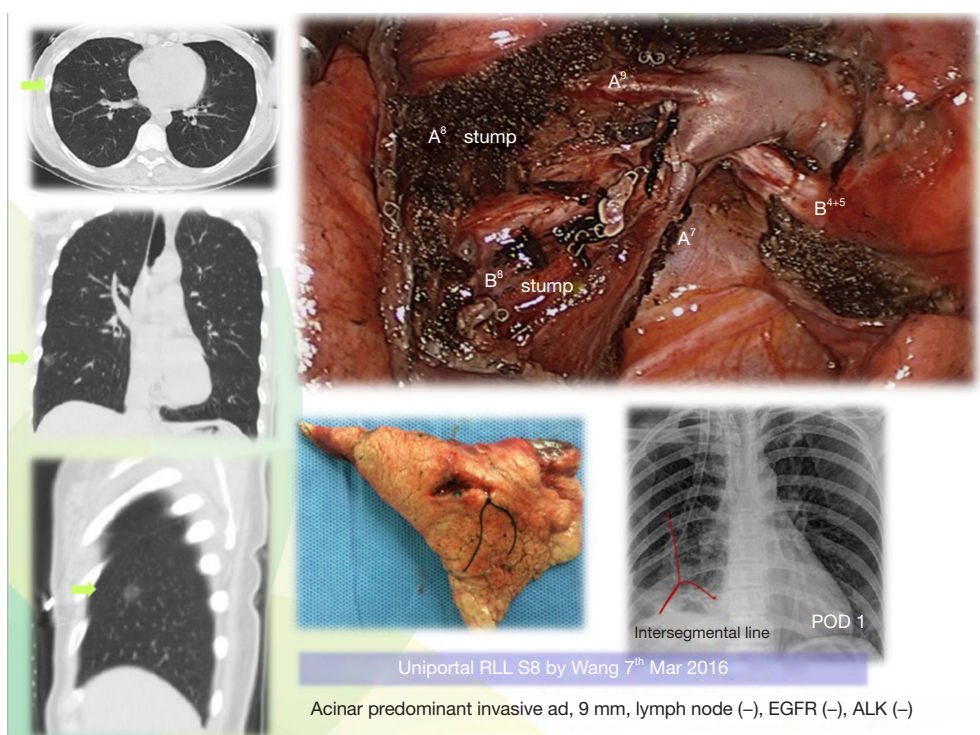 A⁹
A⁸ stump
B⁴⁺⁵
A⁷
B⁸ stump
POD 1
Intersegmental line
Uniportal RLL S8 by Wang 7ᵗʰ Mar 2016
Acinar predominant invasive ad, 9 mm, lymph node (–), EGFR (–), ALK (–)